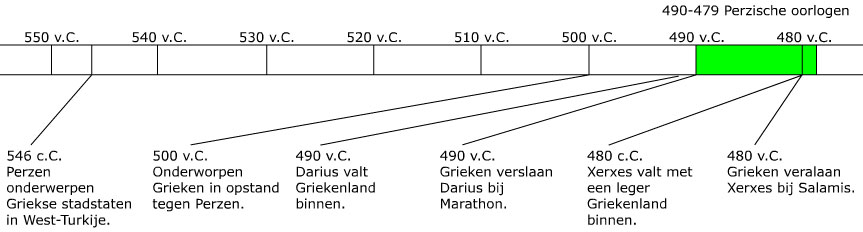 490-479 Perzische oorlogen
550 v.C.
540 v.C.
530 v.C.
520 v.C.
510 v.C.
500 v.C.
490 v.C.
480 v.C.
546 c.C.
Perzen
onderwerpen
Griekse stadstaten
in West-Turkije.
500 v.C.
Onderworpen
Grieken in opstand
tegen Perzen.
490 v.C.
Darius valt
Griekenland
binnen.
490 v.C.
Grieken verslaan
Darius bij
Marathon.
480 c.C.
Xerxes valt met
een leger
Griekenland
binnen.
480 v.C.
Grieken veralaan
Xerxes bij Salamis.